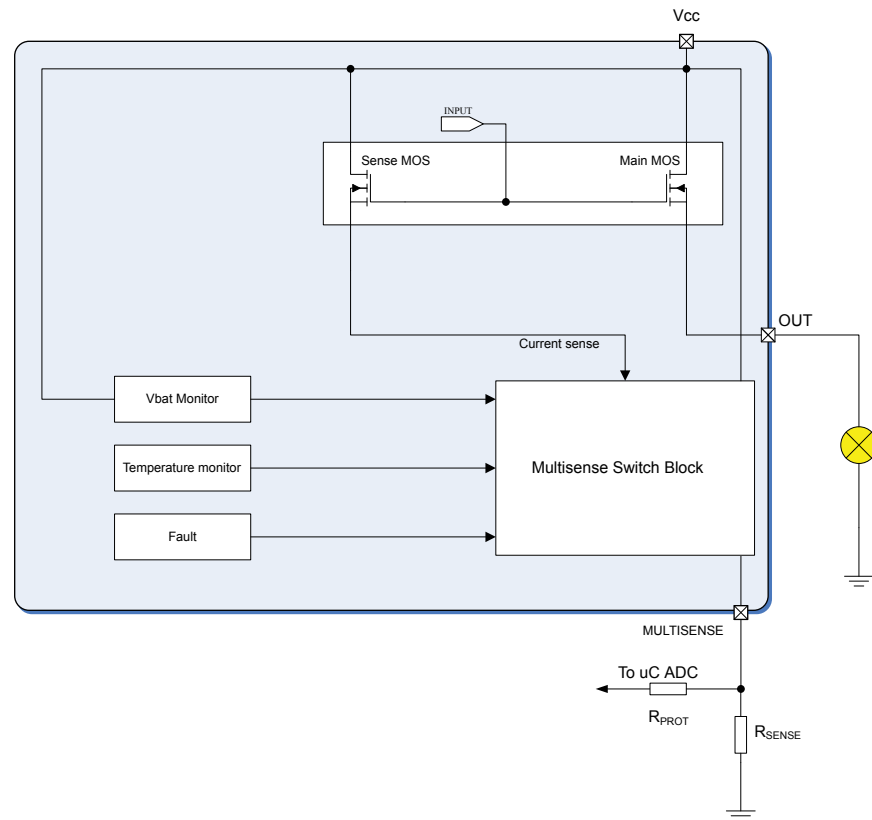 Vcc
INPUT
Sense MOS
Main MOS
OUT
Current sense
Vbat Monitor
Temperature monitor
Multisense Switch Block
Fault
MULTISENSE
To uC ADC
RPROT
RSENSE